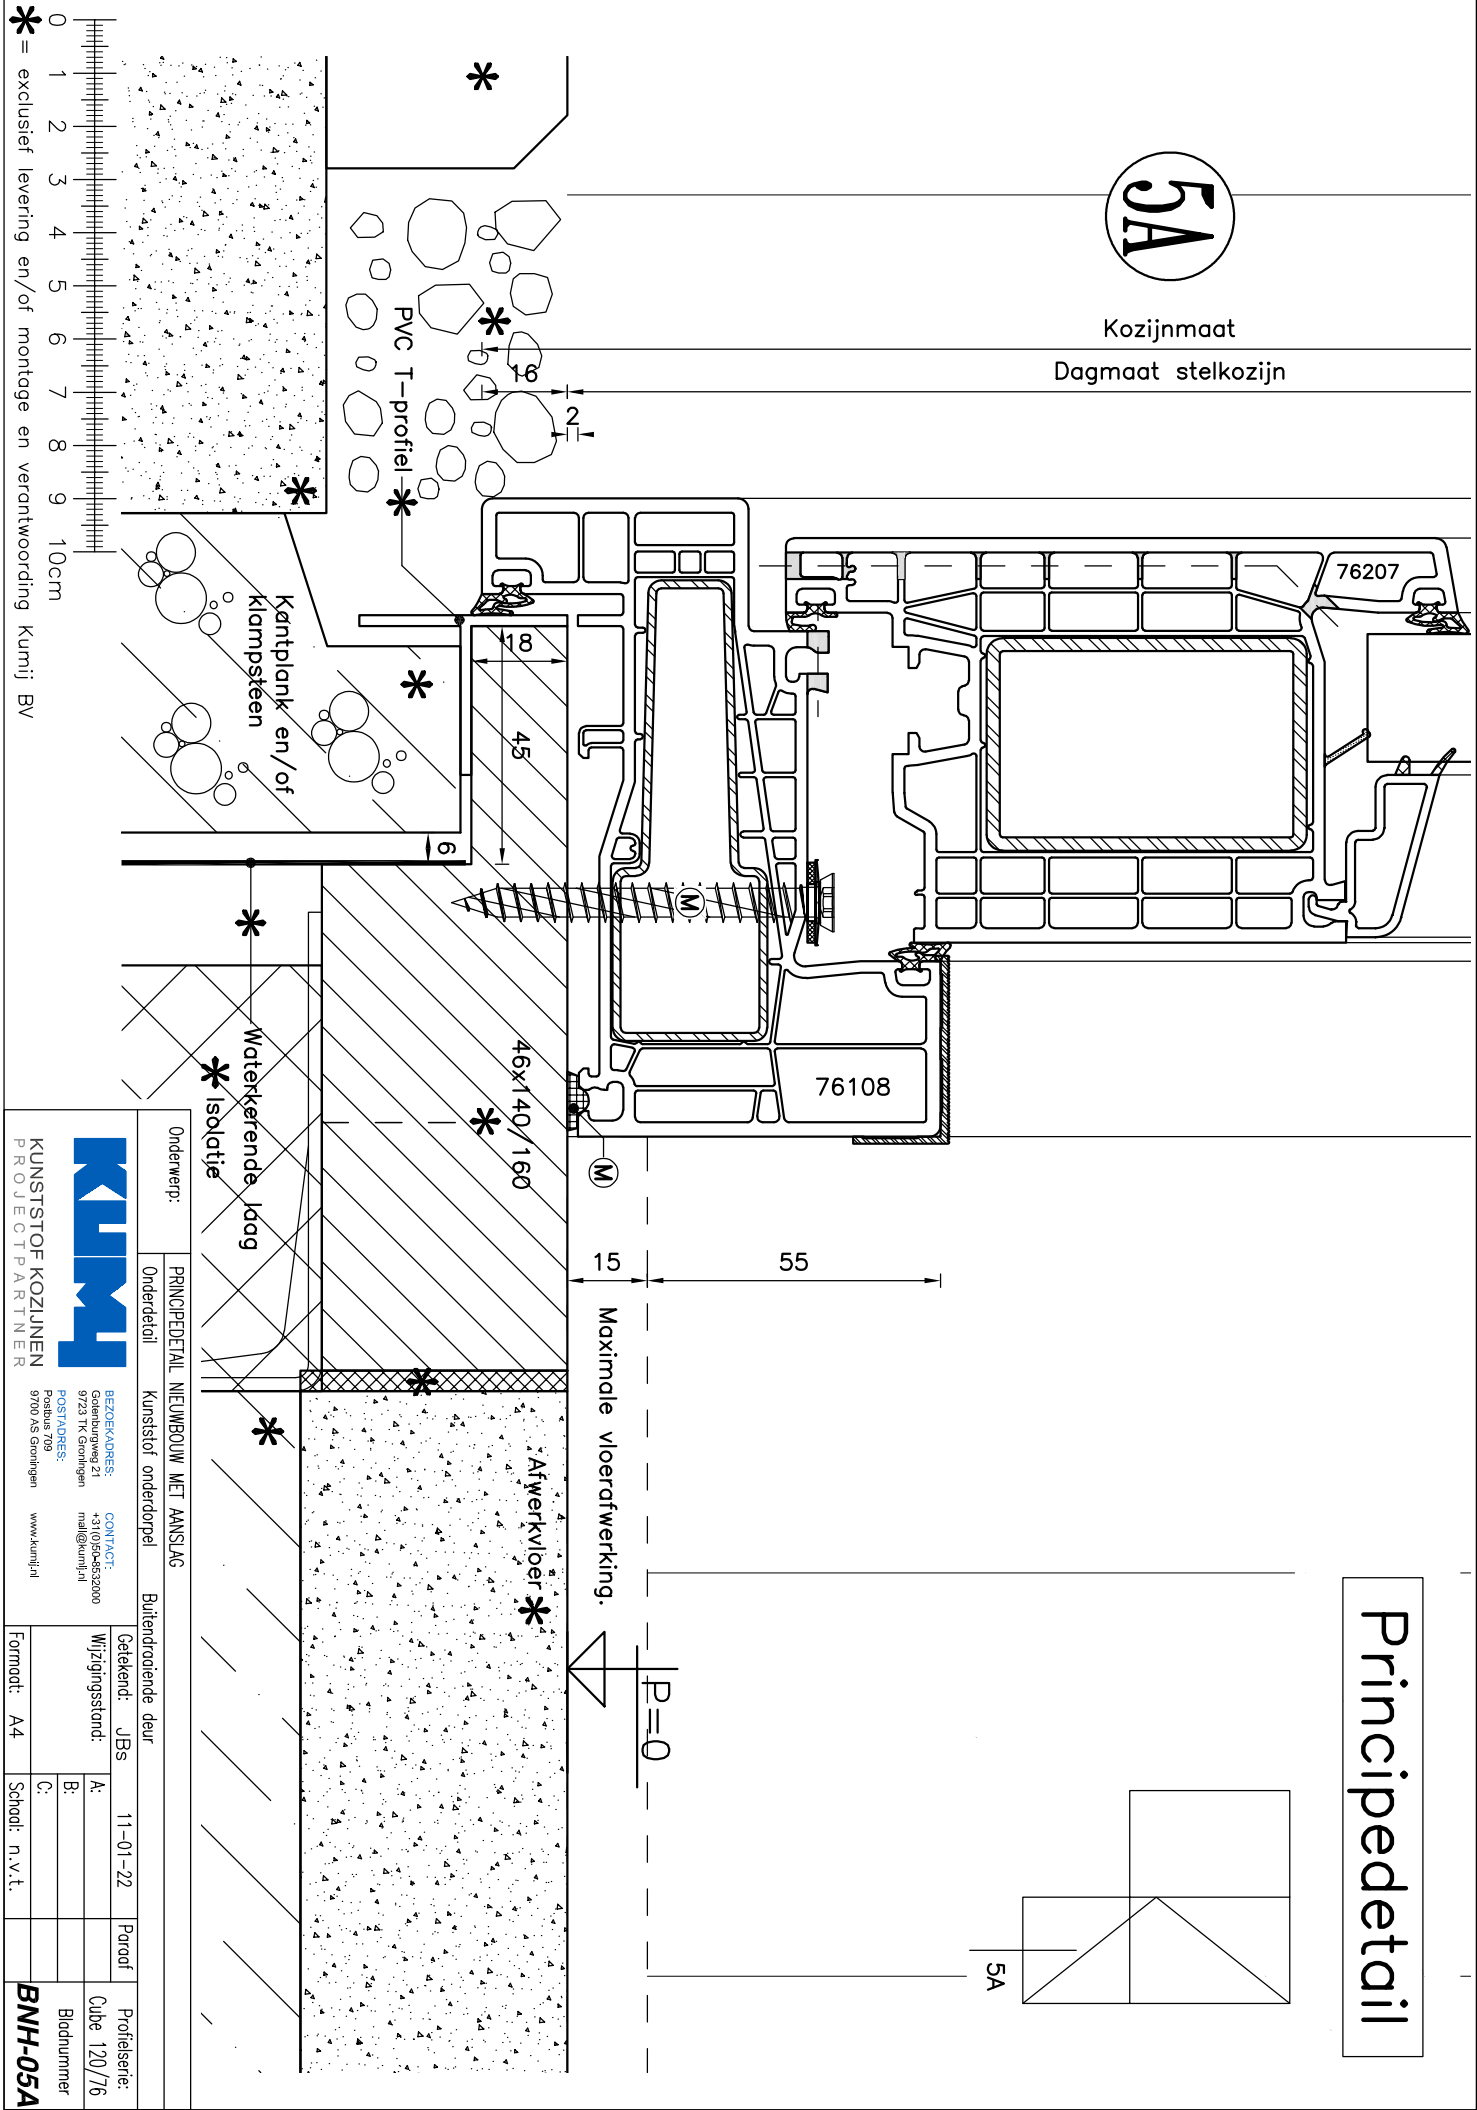 Principedetail
5A
Kozijnmaat
Dagmaat stelkozijn
76207
76108
5A
16
2
18
45
6
15
55
PVC T-profiel
Kantplank en/of
klampsteen
46x140/160
M
M
Waterkerende laag
Isolatie
Maximale vloerafwerking.
Afwerkvloer
P=0
0 1 2 3 4 5 6 7 8 9 10cm
* = exclusief levering en/of montage en verantwoording Kumij BV
Onderwerp:
PRINCIPEDETAIL NIEUWBOUW MET AANSLAG
Onderdetail Kunststof onderdorpel Buitendraaiende deur
KUMIJ
KUNSTSTOF KOZIJNEN
PROJECTPARTNER
BEZOEKADRES:
Gotenburgweg 21
9723 TK Groningen
POSTADRES:
Postbus 709
9700 AS Groningen
CONTACT:
+31(0)50-8532000
mail@kumij.nl
www.kumij.nl
Getekend: JBs 11-01-22 Paraaf
Wijzigingsstand: A:
B:
C:
Formaat: A4 Schaal: n.v.t.
Profielserie:
Cube 120/76
Bladnummer
BNH-05A